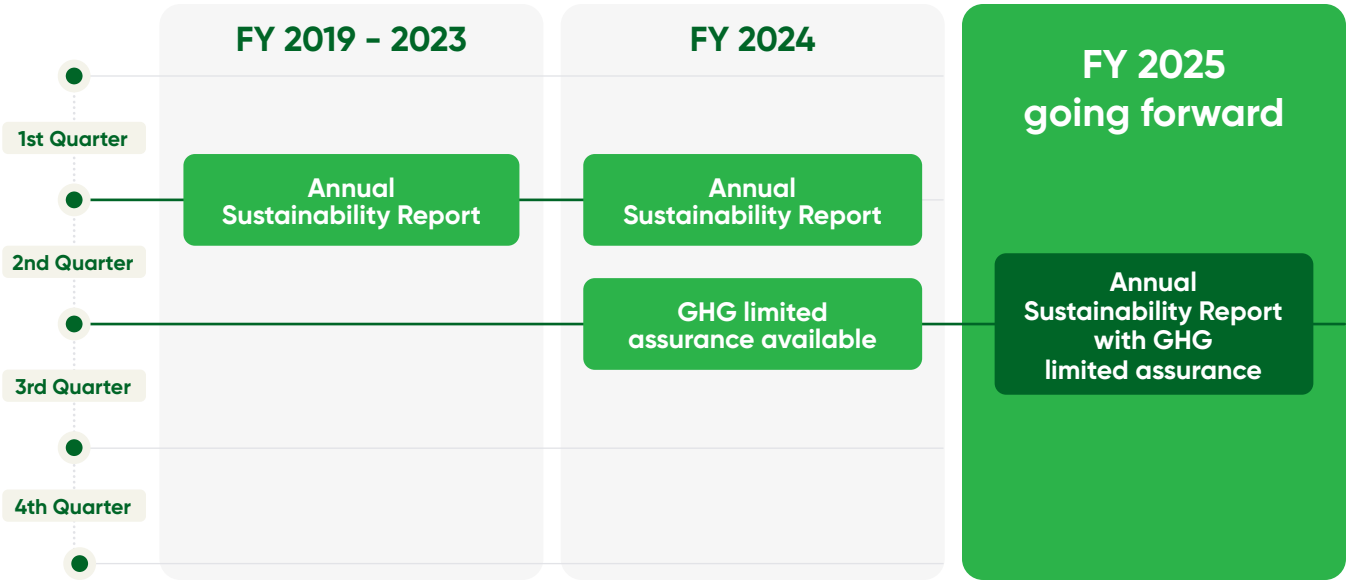 FY 2019 - 2023
FY 2024
FY 2025
going forward
1st Quarter
2nd Quarter
3rd Quarter
4th Quarter
Annual
Sustainability Report
Annual
Sustainability Report
GHG limited
assurance available
Annual
Sustainability Report
with GHG
limited assurance